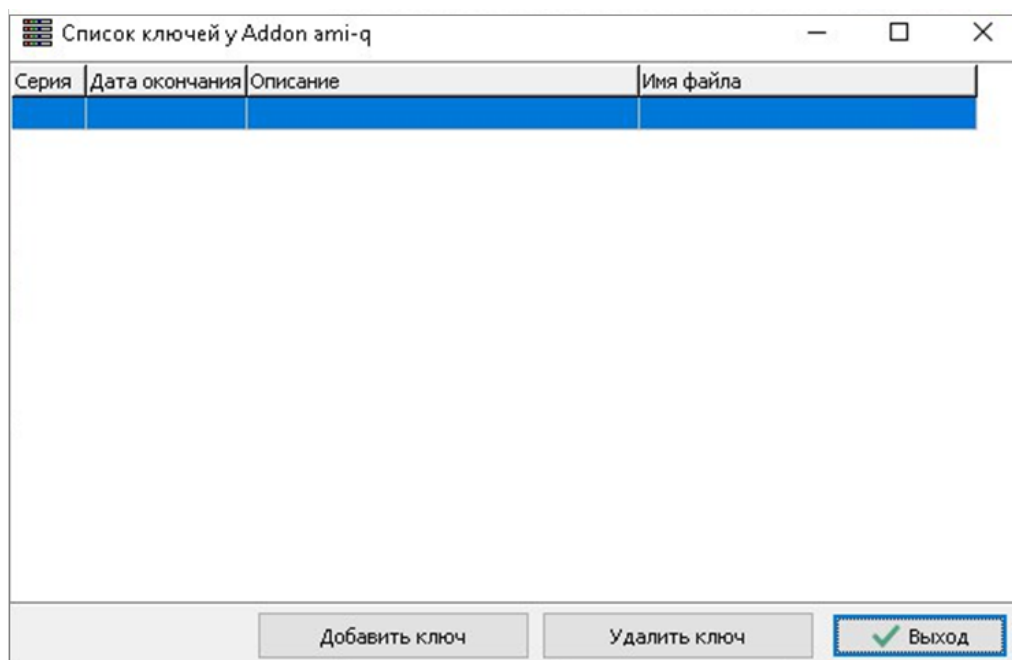 Список ключей у Addon ami-q
Серия Дата окончания Описание Имя файла
Добавить ключ Удалить ключ Выход